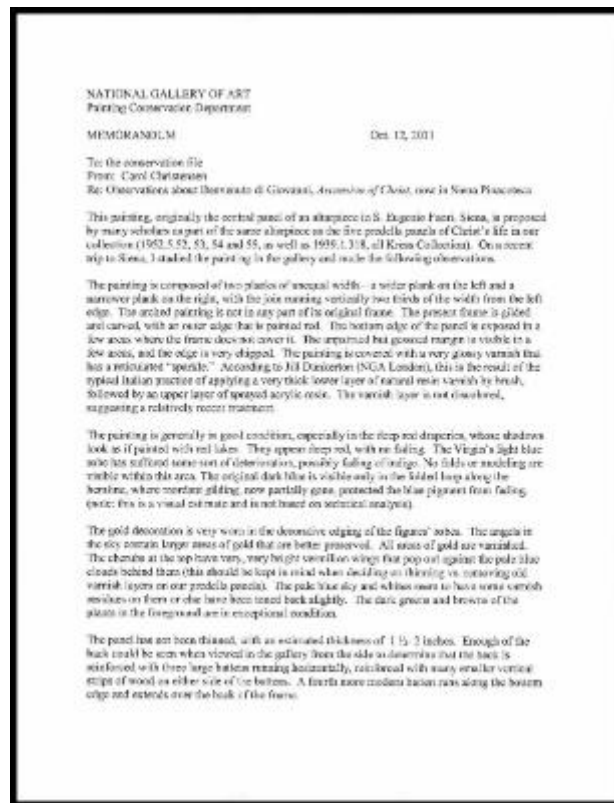 NATIONAL GALLERY OF ART
Painting Conservation Department
MEMORANDUM Oct. 12, 2011
To: the conservation file
From: Carol Christensen
Re: Observations about Benvenuto di Giovanni, Ascension of Christ, now in Siena Pinacoteca
This painting, originally the central panel of an altarpiece in S. Eugenio Siena, is proposed
by many scholars as part of the same altarpiece as the five predella panels of Christ's life in our
collection (1952.5.52, 53, 54 and 55, as well as 1939.1.318, all Kress Collection). On a recent
trip to Siena, I studied the painting in the gallery and made the following observations.
The painting is composed of two planks of unequal width – a wider plank on the left and a
narrower plank on the right, with the join running vertically two thirds of the width from the left
edge. The arched painting is not in any part of its original frame. The present frame is gilded
and carved, with an outer edge that is painted red. The bottom edge of the panel is exposed in a
few areas where the frame does not cover it. The unpainted but gessoed margin is visible in a
few areas, and the edge is very chipped. The painting is covered with a very glossy varnish that
has a reticulated "sparkle." According to Jill Dunkerton (NGA London), this is the result of the
typical Italian practice of applying a very thick lower layer of natural resin varnish by brush,
followed by an upper layer of sprayed acrylic resin. The varnish layer is not discolored,
suggesting a relatively recent treatment.
The painting is generally in good condition, especially in the deep red draperies, whose shadows
look as if painted with red lakes. They appear deep red, with no fading. The Virgin's light blue
robe has suffered some sort of deterioration, possibly fading of indigo. No folds or modeling are
visible within this area. The original dark blue is visible only in the folded loop along the
hemline, where mordant gilding, now partially gone, protected the blue pigment from fading.
(note: this is a visual estimate and is not based on technical analysis).
The gold decoration is very worn in the decorative edging of the figures' robes. The angels in
the sky contain larger areas of gold that are better preserved. All areas of gold are varnished.
The cherubs at the top have very, very bright vermilion wings that pop out against the pale blue
clouds behind them (this should be kept in mind when deciding on thinning vs. removing old
varnish layers on our predella panels). The pale blue sky and whites seem to have some varnish
residues on them or else have been toned back slightly. The dark greens and browns of the
plants in the foreground are in exceptional condition.
The panel has not been thinned, with an estimated thickness of 1 ½- 2 inches. Enough of the
back could be seen when viewed in the gallery from the side to determine that the back is
reinforced with three large battens running horizontally, reinforced with many smaller vertical
strips of wood on either side of the battens. A fourth more modern batten runs along the bottom
edge and extends over the back of the frame.